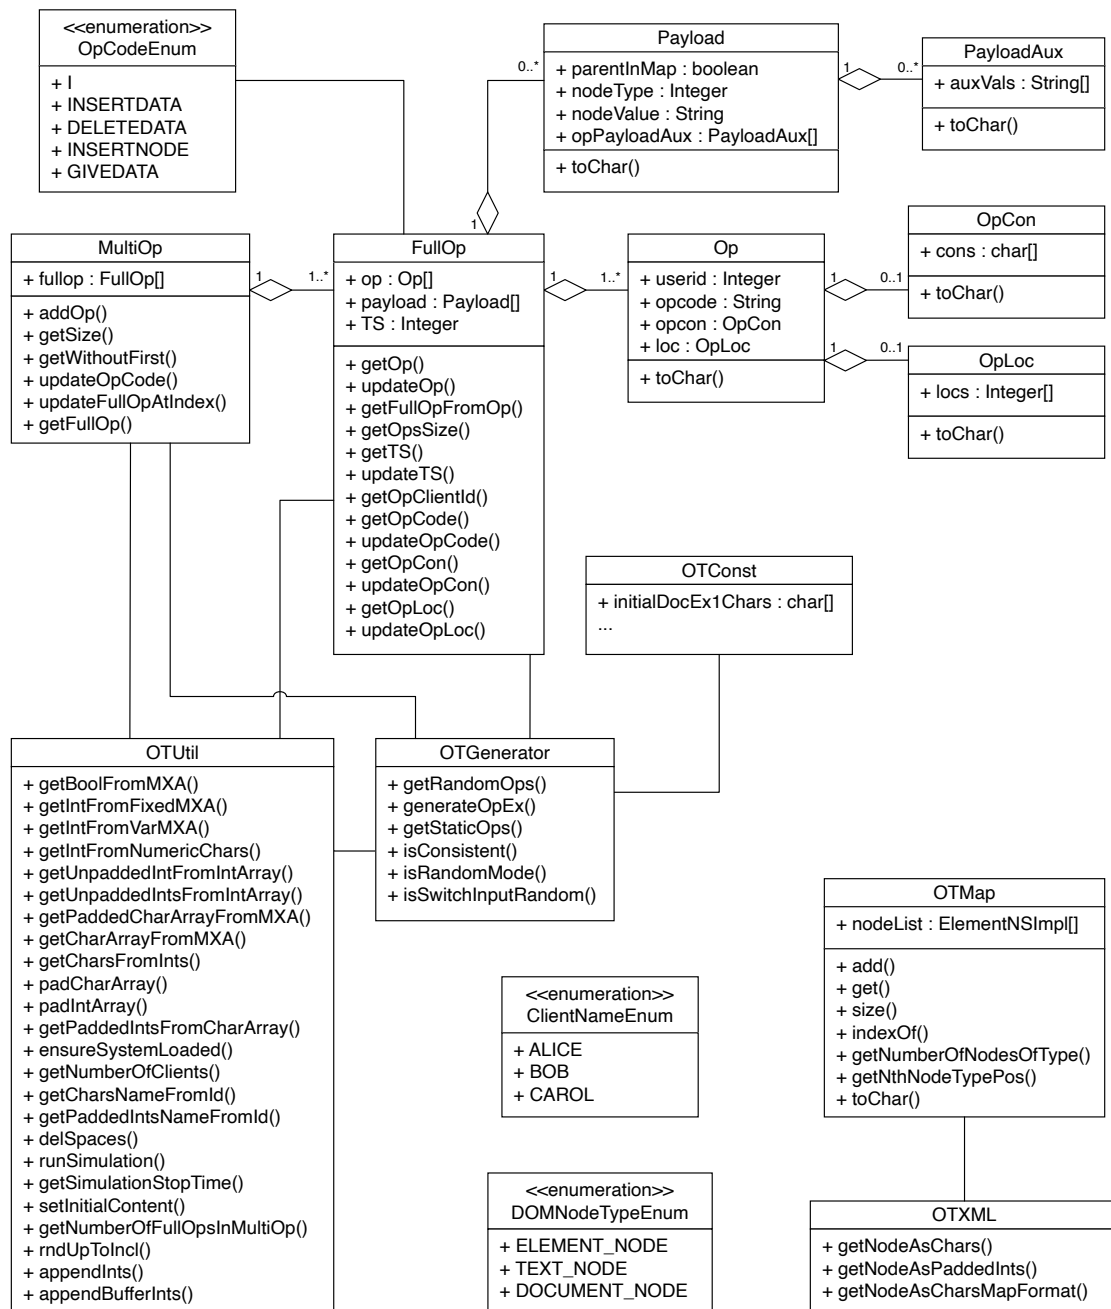 <<enumeration>>
OpCodeEnum
+ I
+ INSERTDATA
+ DELETEDATA
+ INSERTNODE
+ GIVEDATA
Payload
+ parentInMap : boolean
+ nodeType : Integer
+ nodeValue : String
+ opPayloadAux : PayloadAux[]
+ toChar()
0..*
1
1
0..*
PayloadAux
+ auxVals : String[]
+ toChar()
MultiOp
+ fullop : FullOp[]
+ addOp()
+ getSize()
+ getWithoutFirst()
+ updateOpCode()
+ updateFullOpAtIndex()
+ getFullOp()
1
1..*
FullOp
+ op : Op[]
+ payload : Payload[]
+ TS : Integer
+ getOp()
+ updateOp()
+ getFullOpFromOp()
+ getOpsSize()
+ getTS()
+ updateTS()
+ getOpClientId()
+ getOpCode()
+ updateOpCode()
+ getOpCon()
+ updateOpCon()
+ getOpLoc()
+ updateOpLoc()
1
1..*
Op
+ userid : Integer
+ opcode : String
+ opcon : OpCon
+ loc : OpLoc
+ toChar()
1
0..1
OpCon
+ cons : char[]
+ toChar()
1
0..1
OpLoc
+ locs : Integer[]
+ toChar()
OTConst
+ initialDocEx1Chars : char[]
...
OTUtil
+ getBoolFromMXA()
+ getIntFromFixedMXA()
+ getIntFromVarMXA()
+ getIntFromNumericChars()
+ getUnpaddedIntFromIntArray()
+ getUnpaddedIntsFromIntArray()
+ getPaddedCharArrayFromMXA()
+ getCharArrayFromMXA()
+ getCharsFromInts()
+ padCharArray()
+ padIntArray()
+ getPaddedIntsFromCharArray()
+ ensureSystemLoaded()
+ getNumberOfClients()
+ getCharsNameFromId()
+ getPaddedIntsNameFromId()
+ delSpaces()
+ runSimulation()
+ getSimulationStopTime()
+ setInitialContent()
+ getNumberOfFullOpsInMultiOp()
+ rndUpToIncl()
+ appendInts()
+ appendBufferInts()
OTGenerator
+ getRandomOps()
+ generateOpEx()
+ getStaticOps()
+ isConsistent()
+ isRandomMode()
+ isSwitchInputRandom()
<<enumeration>>
ClientNameEnum
+ ALICE
+ BOB
+ CAROL
<<enumeration>>
DOMNodeTypeEnum
+ ELEMENT_NODE
+ TEXT_NODE
+ DOCUMENT_NODE
OTMap
+ nodeList : ElementNSImpl[]
+ add()
+ get()
+ size()
+ indexOf()
+ getNumberOfNodesOfType()
+ getNthNodeTypePos()
+ toChar()
OTXML
+ getNodeAsChars()
+ getNodeAsPaddedInts()
+ getNodeAsCharsMapFormat()